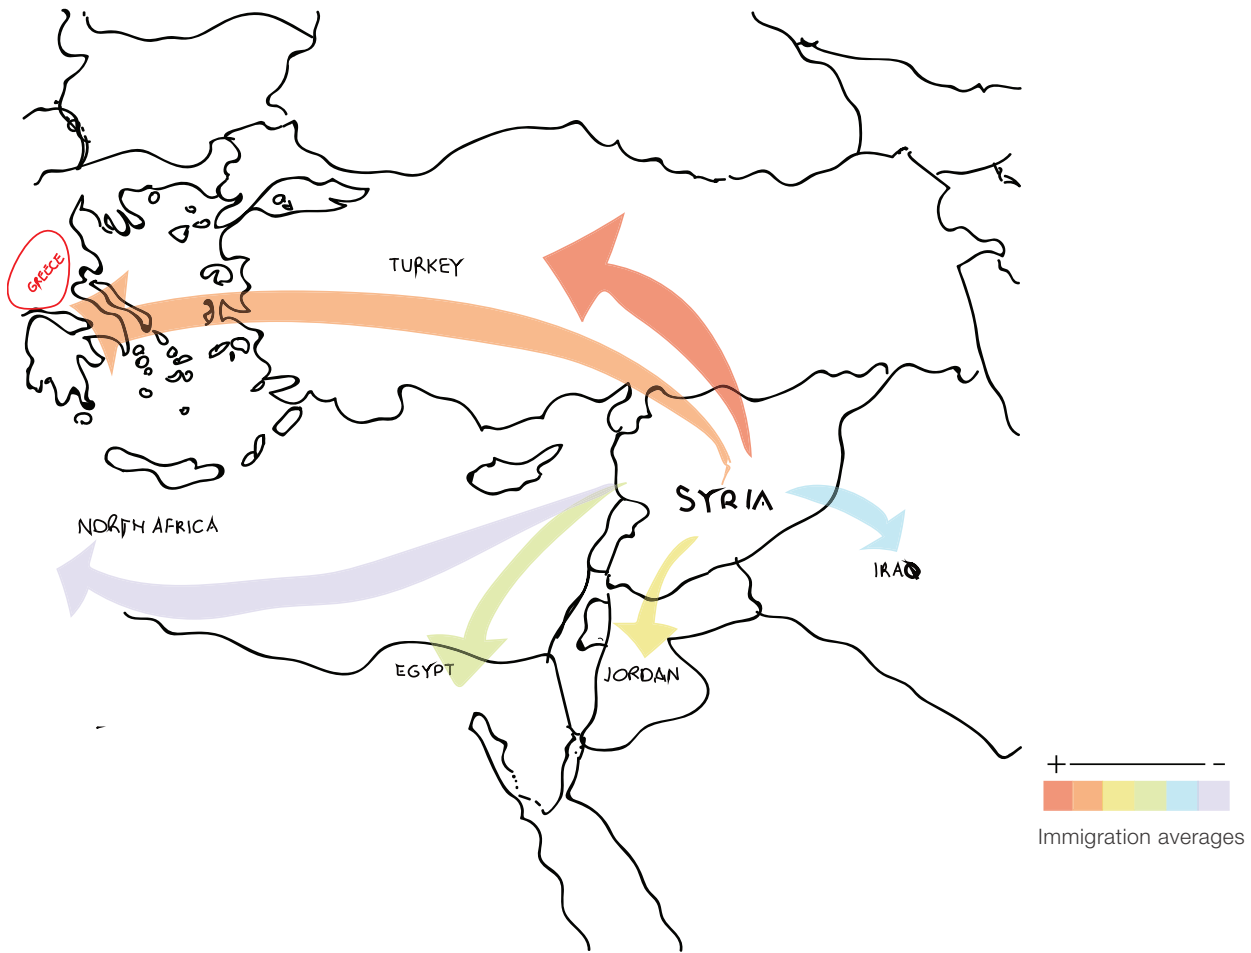 GREECE
TURKEY
SYRIA
NORTH AFRICA
IRAQ
EGYPT
JORDAN
+ -
Immigration averages